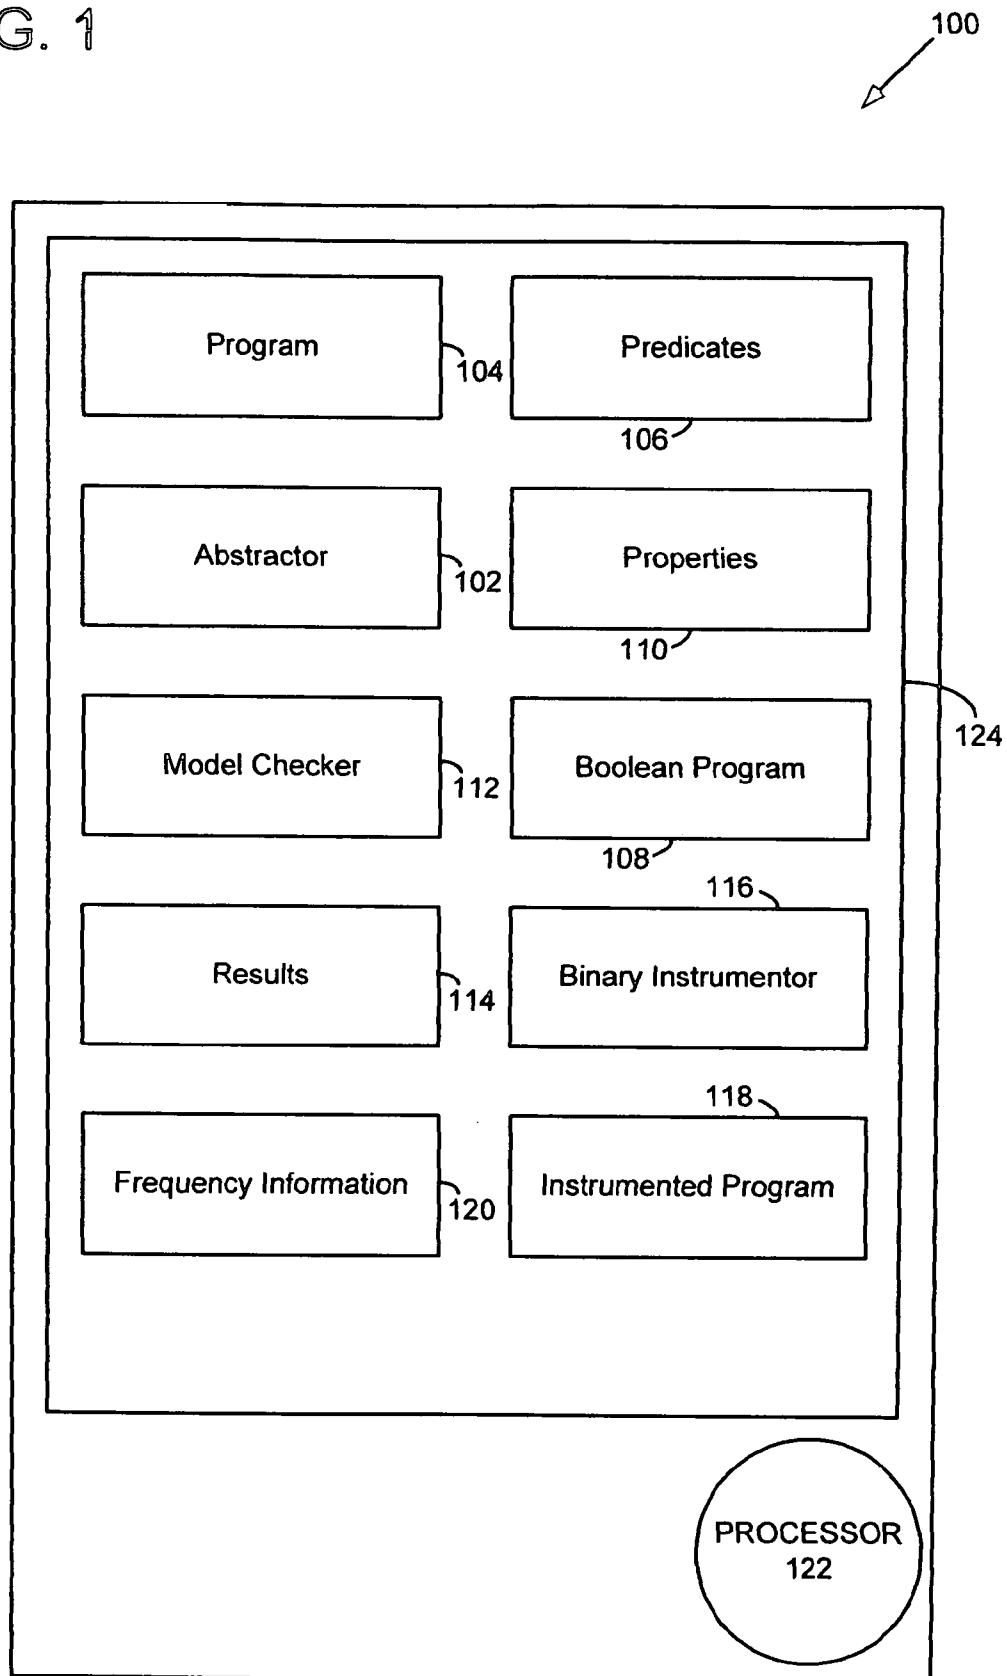 G. 1
100
Program
104
Predicates
106
Abstractor
102
Properties
110
124
Model Checker
112
Boolean Program
108
116
Results
114
Binary Instrumentor
118
Frequency Information
120
Instrumented Program
PROCESSOR
122